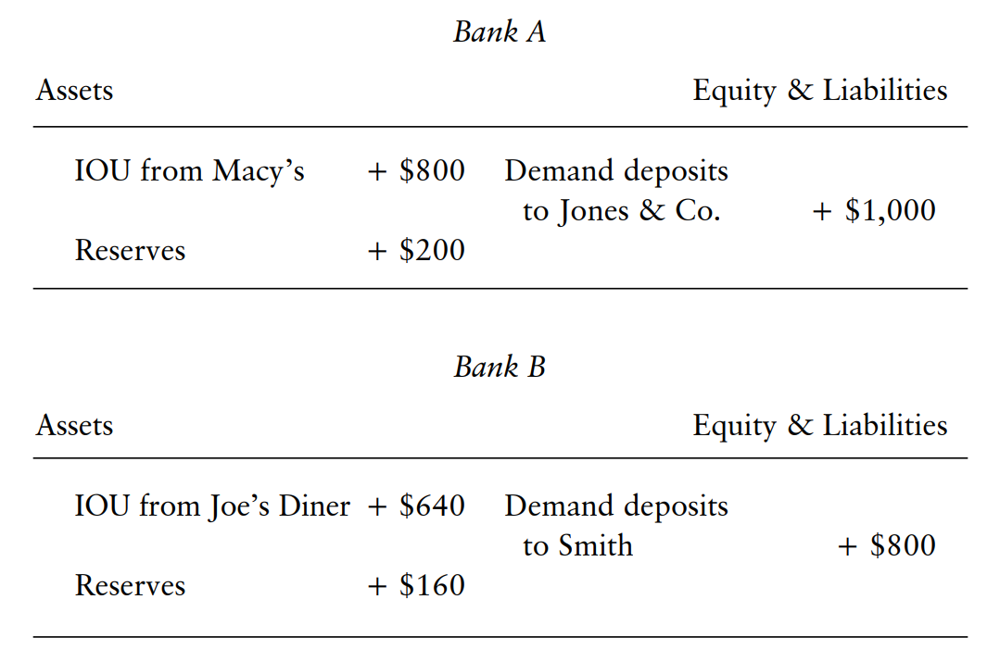 Bank A
Assets Equity & Liabilities
IOU from Macy’s + $800 Demand deposits
to Jones & Co. + $1,000
Reserves + $200
Bank B
Assets Equity & Liabilities
IOU from Joe’s Diner + $640 Demand deposits
to Smith + $800
Reserves + $160